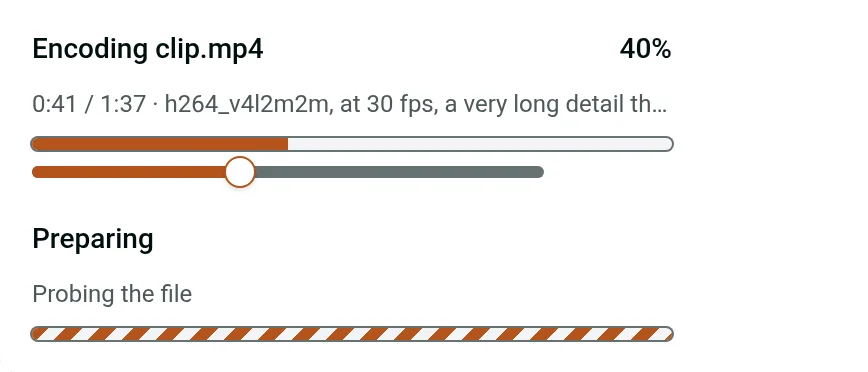 Encoding clip.mp4 40%
0:41 / 1:37 · h264_v4l2m2m, at 30 fps, a very long detail th…
Preparing
Probing the file